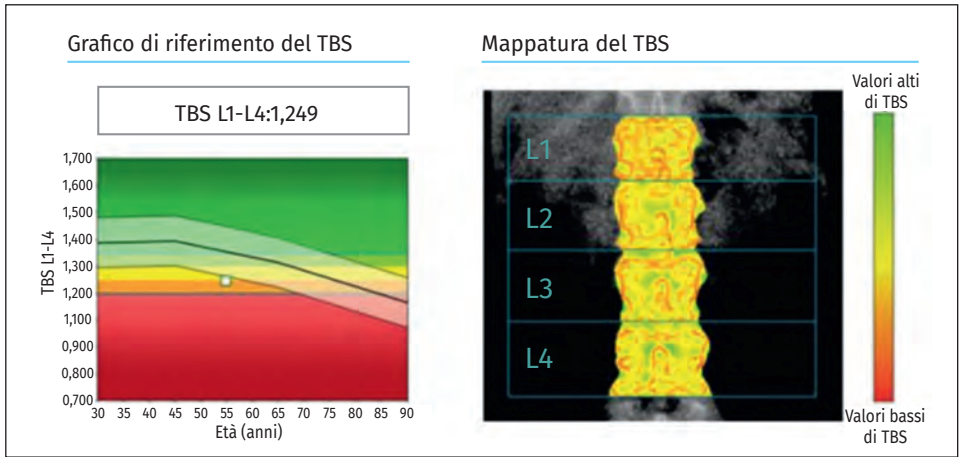 Grafico di riferimento del TBS
TBS L1-L4:1,249
TBS L1-L4
1,700
1,600
1,500
1,400
1,300
1,200
1,100
0,900
0,800
0,700
30 35 40 45 50 55 60 65 70 75 80 85 90
Età (anni)
Mappatura del TBS
L1
L2
L3
L4
Valori alti
di TBS
Valori bassi
di TBS